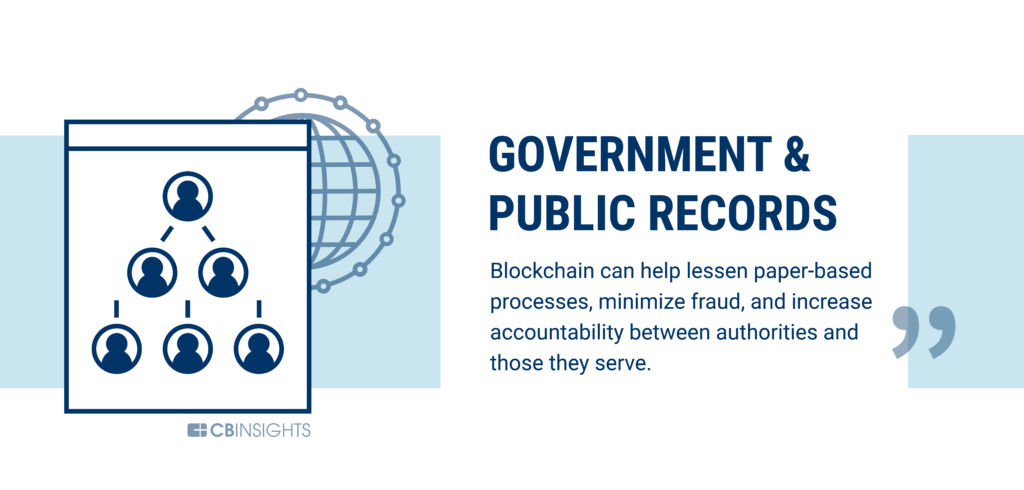 GOVERNMENT &
PUBLIC RECORDS
Blockchain can help lessen paper-based
processes, minimize fraud, and increase
accountability between authorities and
those they serve.
”
CBINSIGHTS